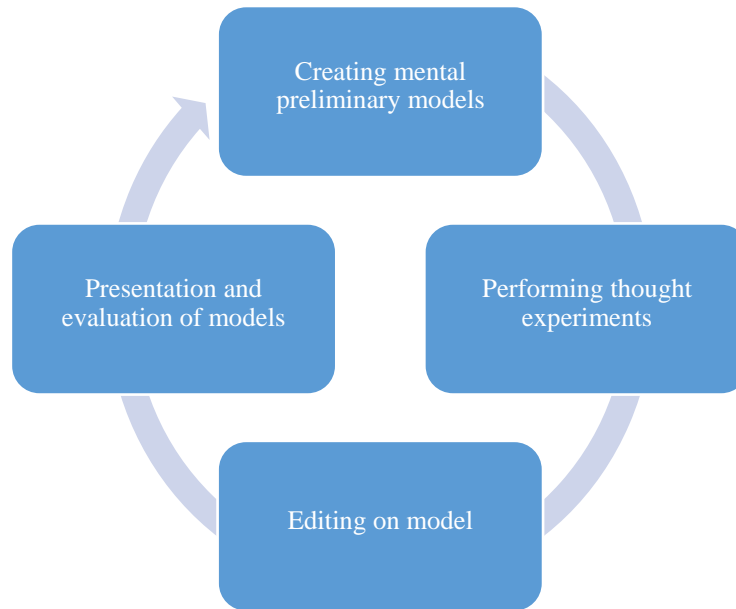 Creating mental
preliminary models
Performing thought
experiments
Editing on model
Presentation and
evaluation of models